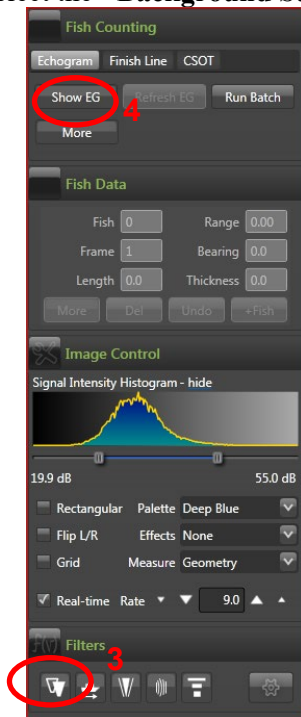 Fish Counting
Echogram Finish Line CSOT
Show EG Refresh EG Run Batch
4
More
Fish Data
Fish 0 Range 0.00
Frame 1 Bearing 0.0
Length 0.0 Thickness 0.0
More Del Undo +Fish
Image Control
Signal Intensity Histogram - hide
19.9 dB 55.0 dB
Rectangular Palette Deep Blue
Flip L/R Effects None
Grid Measure Geometry
Real-time Rate 9.0
f(v) Filters
3